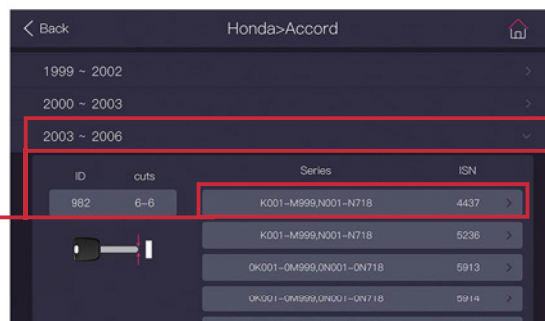 Back Honda>Accord
1999 ~ 2002
2000 ~ 2003
2003 ~ 2006
ID cuts Series ISN
982 6-6 K001-M999,N001-N718 4437
K001-M999,N001-N718 5236
0K001-0M999,0N001-0N718 5913
0K001-0M999,0N001-0N718 5914